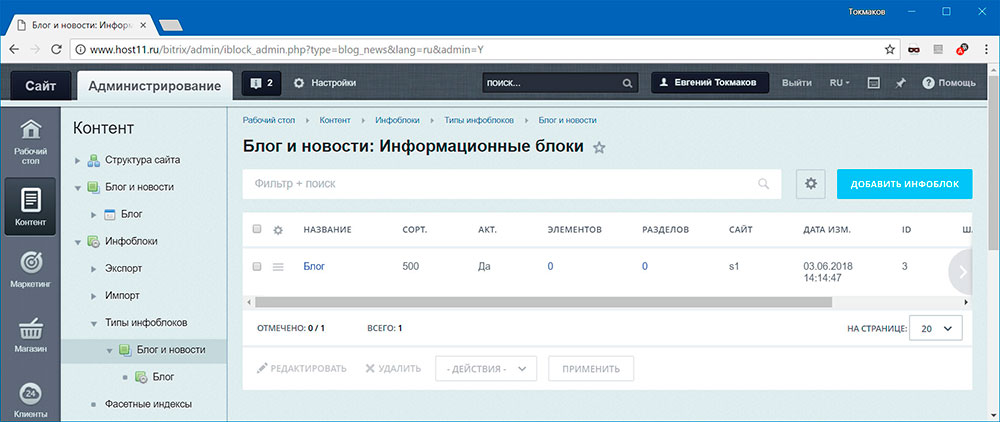 Токмаков
Блог и новости: Информ
www.host11.ru/bitrix/admin/iblock_admin.php?type=blog_news&lang=ru&admin=Y
Сайт
Администрирование
2
Настройки
поиск...
Евгений Токмаков
Выйти
RU
Помощь
Рабочий
стол
Контент
Маркетинг
Магазин
24
Клиенты
Контент
Структура сайта
Блог и новости
Блог
Инфоблоки
Экспорт
Импорт
Типы инфоблоков
Блог и новости
Блог
Фасетные индексы
Рабочий стол Контент Инфоблоки Типы инфоблоков Блог и новости
Блог и новости: Информационные блоки
Фильтр + поиск
ДОБАВИТЬ ИНФОБЛОК
НАЗВАНИЕ СОРТ. АКТ. ЭЛЕМЕНТОВ РАЗДЕЛОВ САЙТ ДАТА ИЗМ. ID
Блог 500 Да 0 0 s1 03.06.2018 3
14:14:47
ОТМЕЧЕНО: 0 / 1 ВСЕГО: 1 НА СТРАНИЦЕ: 20
РЕДАКТИРОВАТЬ УДАЛИТЬ - ДЕЙСТВИЯ - ПРИМЕНИТЬ